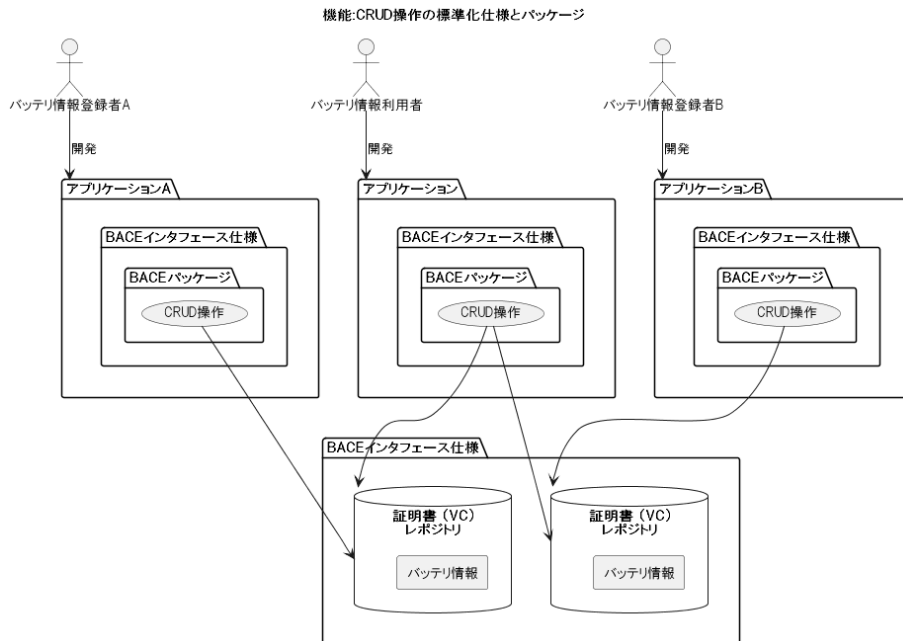 機能:CRUD操作の標準化仕様とパッケージ
バッテリ情報登録者A
バッテリ情報利用者
バッテリ情報登録者B
開発
開発
開発
アプリケーションA
アプリケーション
アプリケーションB
BACEインタフェース仕様
BACEインタフェース仕様
BACEインタフェース仕様
BACEパッケージ
BACEパッケージ
BACEパッケージ
CRUD操作
CRUD操作
CRUD操作
BACEインタフェース仕様
証明書（VC）
レポジトリ
バッテリ情報
証明書（VC）
レポジトリ
バッテリ情報